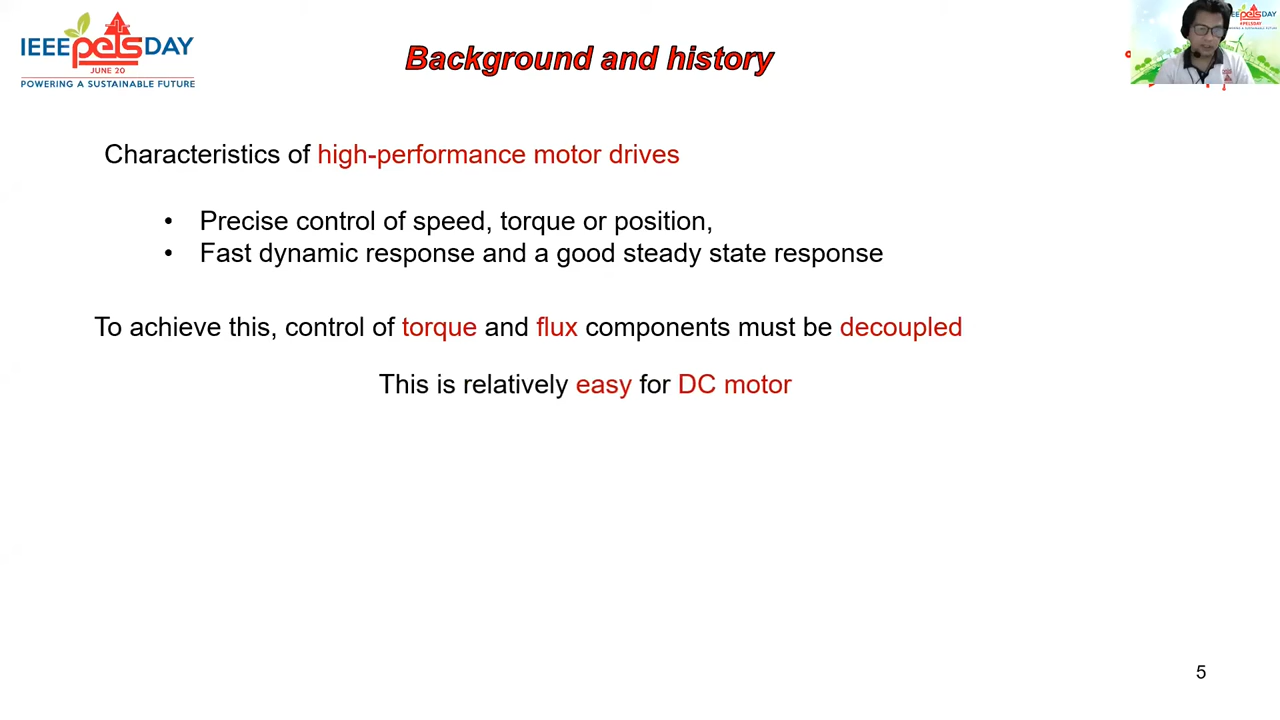 IEEE pels DAY
JUNE 20
POWERING A SUSTAINABLE FUTURE
Background and history
Characteristics of high-performance motor drives
• Precise control of speed, torque or position,
• Fast dynamic response and a good steady state response
To achieve this, control of torque and flux components must be decoupled
This is relatively easy for DC motor
5